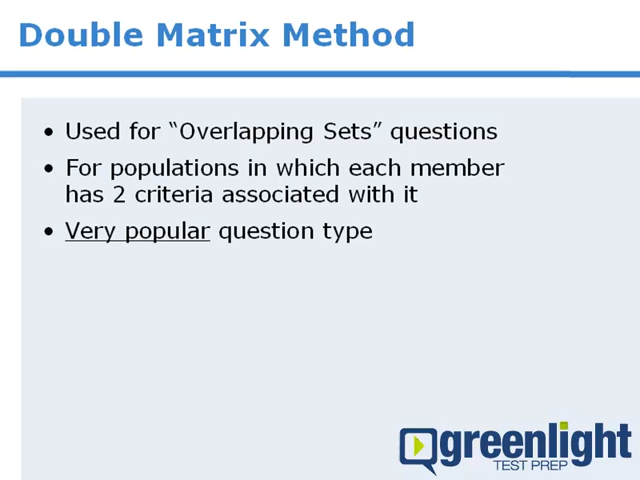 Double Matrix Method
• Used for “Overlapping Sets” questions
• For populations in which each member
has 2 criteria associated with it
• Very popular question type
greenlight
TEST PREP